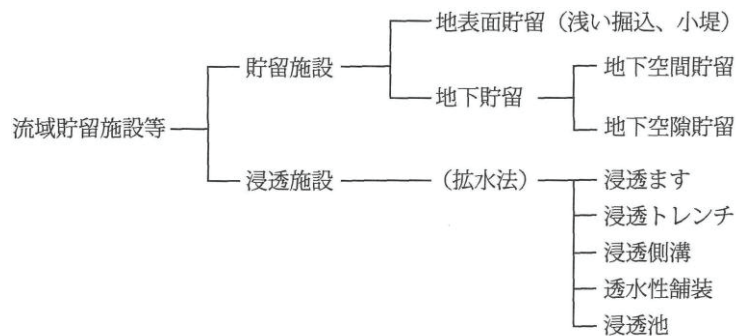 地表面貯留（浅い掘込、小堤）
貯留施設
地下空間貯留
地下貯留
流域貯留施設等
地下空隙貯留
浸透施設
（拡水法）
浸透ます
浸透トレンチ
浸透側溝
透水性舗装
浸透池